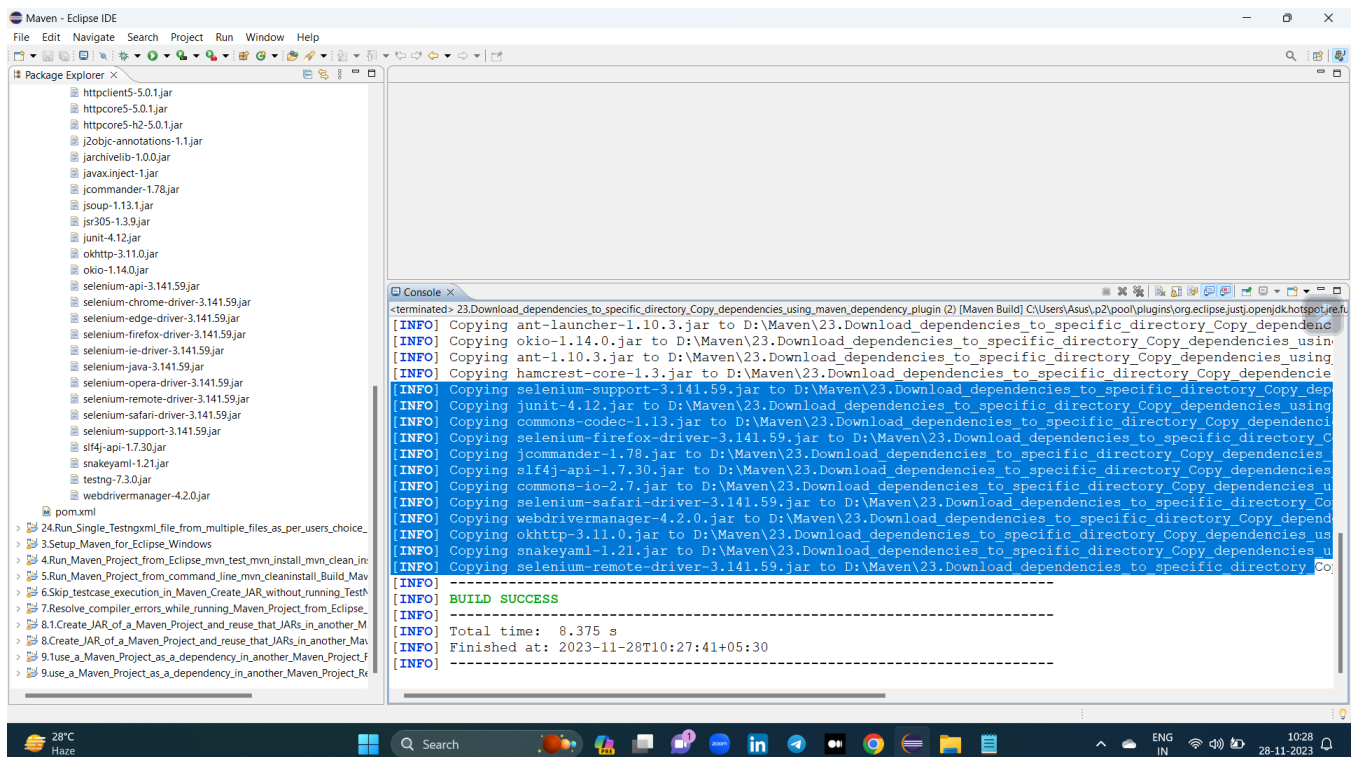 Maven - Eclipse IDE
File Edit Navigate Search Project Run Window Help
Package Explorer
httpclient5-5.0.1.jar
httpcore5-5.0.1.jar
httpcore5-h2-5.0.1.jar
j2objc-annotations-1.1.jar
jarchivelib-1.0.0.jar
javax.inject-1.jar
jcommander-1.78.jar
jsoup-1.13.1.jar
jsr305-1.3.9.jar
junit-4.12.jar
okhttp-3.11.0.jar
okio-1.14.0.jar
selenium-api-3.141.59.jar
selenium-chrome-driver-3.141.59.jar
selenium-edge-driver-3.141.59.jar
selenium-firefox-driver-3.141.59.jar
selenium-ie-driver-3.141.59.jar
selenium-java-3.141.59.jar
selenium-opera-driver-3.141.59.jar
selenium-remote-driver-3.141.59.jar
selenium-safari-driver-3.141.59.jar
selenium-support-3.141.59.jar
slf4j-api-1.7.30.jar
snakeyaml-1.21.jar
testng-7.3.0.jar
webdrivermanager-4.2.0.jar
pom.xml
24.Run_Single_Testngxml_file_from_multiple_files_as_per_users_choice_
3.Setup_Maven_for_Eclipse_Windows
4.Run_Maven_Project_from_Eclipse_mvn_test_mvn_install_mvn_clean_in
5.Run_Maven_Project_from_command_line_mvn_cleaninstall_Build_Mav
6.Skip_testcase_execution_in_Maven_Create_JAR_without_running_TestN
7.Resolve_compiler_errors_while_running_Maven_Project_from_Eclipse_
8.1.Create_JAR_of_a_Maven_Project_and_reuse_that_JARs_in_another_M
8.Create_JAR_of_a_Maven_Project_and_reuse_that_JARs_in_another_Mav
9.1use_a_Maven_Project_as_a_dependency_in_another_Maven_Project_F
9.use_a_Maven_Project_as_a_dependency_in_another_Maven_Project_Re
Console
<terminated> 23.Download_dependencies_to_specific_directory_Copy_dependencies_using_maven_dependency_plugin (2) [Maven Build] C:\Users\Asus\.p2\pool\plugins\org.eclipse.justj.openjdk.hotspot.jre.fu
[INFO] Copying ant-launcher-1.10.3.jar to D:\Maven\23.Download_dependencies_to_specific_directory_Copy_dependenc
[INFO] Copying okio-1.14.0.jar to D:\Maven\23.Download_dependencies_to_specific_directory_Copy_dependencies_usin
[INFO] Copying ant-1.10.3.jar to D:\Maven\23.Download_dependencies_to_specific_directory_Copy_dependencies_using
[INFO] Copying hamcrest-core-1.3.jar to D:\Maven\23.Download_dependencies_to_specific_directory_Copy_dependencie
[INFO] Copying selenium-support-3.141.59.jar to D:\Maven\23.Download_dependencies_to_specific_directory_Copy_dep
[INFO] Copying junit-4.12.jar to D:\Maven\23.Download_dependencies_to_specific_directory_Copy_dependencies_using
[INFO] Copying commons-codec-1.13.jar to D:\Maven\23.Download_dependencies_to_specific_directory_Copy_dependenci
[INFO] Copying selenium-firefox-driver-3.141.59.jar to D:\Maven\23.Download_dependencies_to_specific_directory_C
[INFO] Copying jcommander-1.78.jar to D:\Maven\23.Download_dependencies_to_specific_directory_Copy_dependencies_
[INFO] Copying slf4j-api-1.7.30.jar to D:\Maven\23.Download_dependencies_to_specific_directory_Copy_dependencies
[INFO] Copying commons-io-2.7.jar to D:\Maven\23.Download_dependencies_to_specific_directory_Copy_dependencies_u
[INFO] Copying selenium-safari-driver-3.141.59.jar to D:\Maven\23.Download_dependencies_to_specific_directory_Co
[INFO] Copying webdrivermanager-4.2.0.jar to D:\Maven\23.Download_dependencies_to_specific_directory_Copy_depend
[INFO] Copying okhttp-3.11.0.jar to D:\Maven\23.Download_dependencies_to_specific_directory_Copy_dependencies_us
[INFO] Copying snakeyaml-1.21.jar to D:\Maven\23.Download_dependencies_to_specific_directory_Copy_dependencies_u
[INFO] Copying selenium-remote-driver-3.141.59.jar to D:\Maven\23.Download_dependencies_to_specific_directory_Co
[INFO] ------------------------------------------------------------------------
[INFO] BUILD SUCCESS
[INFO] ------------------------------------------------------------------------
[INFO] Total time:  8.375 s
[INFO] Finished at: 2023-11-28T10:27:41+05:30
[INFO] ------------------------------------------------------------------------
28°C
Haze
Search
PRE
1
zoom
in
ENG
IN
10:28
28-11-2023